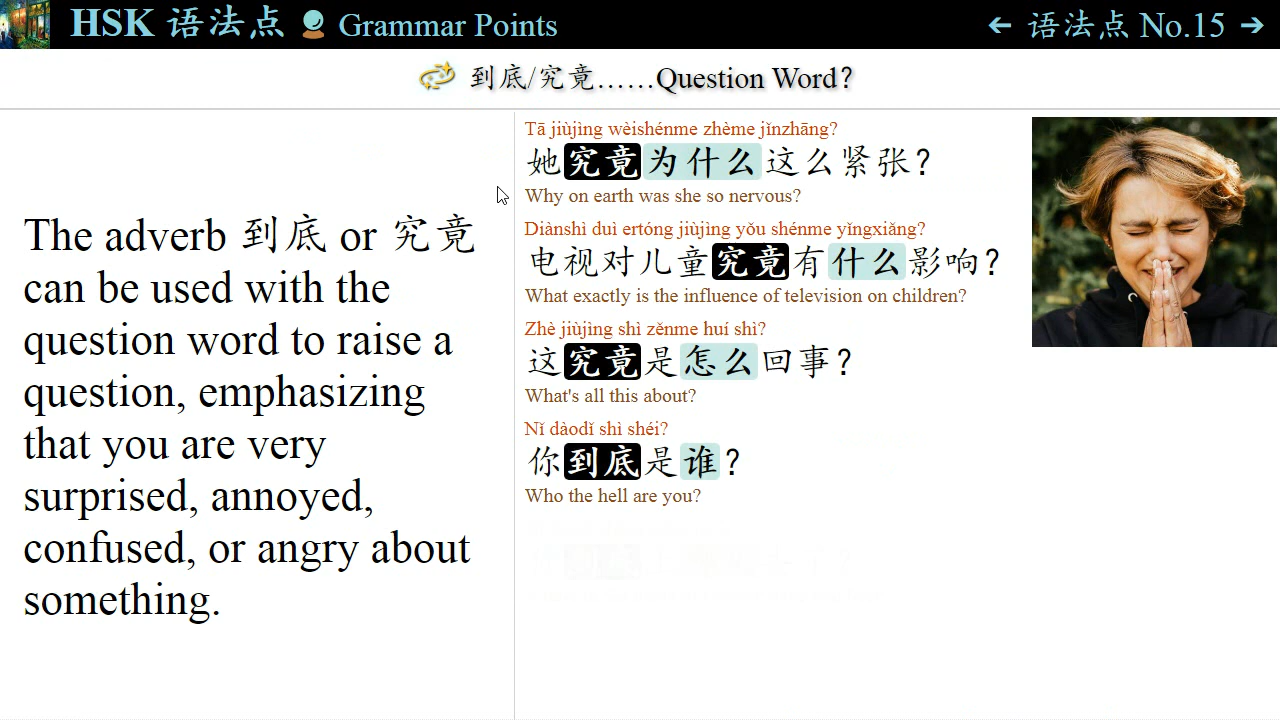 HSK 语法点 Grammar Points
← 语法点 No.15 →
到底/究竟……Question Word?
The adverb 到底 or 究竟
can be used with the
question word to raise a
question, emphasizing
that you are very
surprised, annoyed,
confused, or angry about
something.
Tā jiùjìng wèishénme zhème jǐnzhāng?
她究竟为什么这么紧张？
Why on earth was she so nervous?
Diànshì duì ertóng jiùjìng yǒu shénme yǐngxiǎng?
电视对儿童究竟有什么影响？
What exactly is the influence of television on children?
Zhè jiùjìng shì zěnme huí shì?
这究竟是怎么回事？
What's all this about?
Nǐ dàodǐ shì shéi?
你到底是谁？
Who the hell are you?